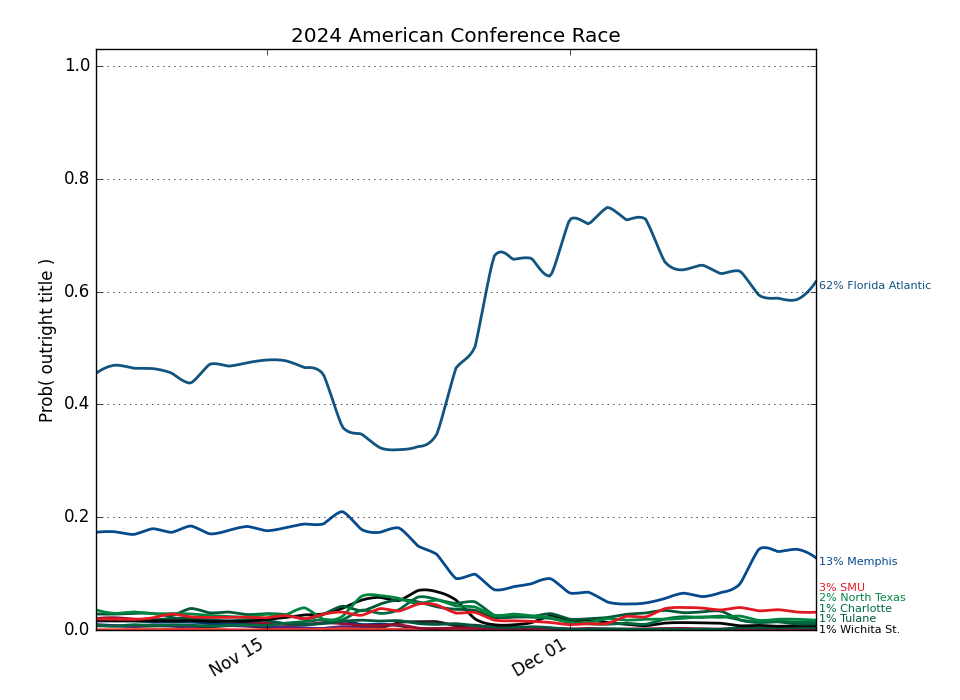 2024 American Conference Race
Prob( outright title )
1.0
0.8
0.6
0.4
0.2
0.0
Nov 15
Dec 01
62% Florida Atlantic
13% Memphis
3% SMU
2% North Texas
1% Charlotte
1% Tulane
1% Wichita St.